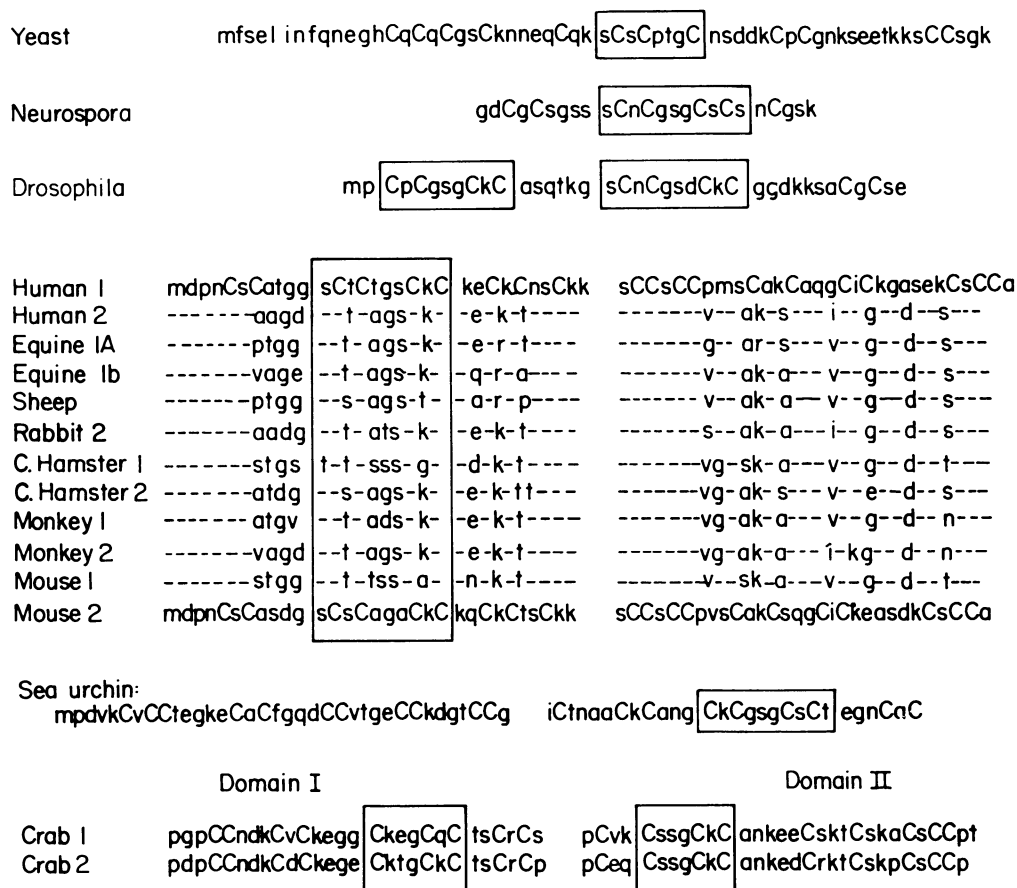 Yeast mfselinfqneghCqCqCgsCknneqCqk sCsCptgC nsddkCpCgnkseetkksCCsgk
Neurospora gdCgCsgss sCnCgsgCsCs nCgsk
Drosophila mp CpCgsgCkC asqtkg sCnCgsdCkC ggdkksaCgCse
Human 1 mdpnCsCatgg sCtCtgsCkC keCkCnsCkk sCCsCCpmsCakCaqgCiCkgasekCsCCa
Human 2 -------aagd --t-ags-k- -e-k-t---- -------v--ak-s---i--g--d--s---
Equine 1A -------ptgg --t-ags-k- -e-r-t---- -------g--ar-s---v--g--d--s---
Equine 1b -------vage --t-ags-k- -q-r-a---- -------v--ak-a---v--g--d--s---
Sheep -------ptgg --s-ags-t- -a-r-p---- -------v--ak-a---v--g--d--s---
Rabbit 2 -------aadg --t-ats-k- -e-k-t---- -------s--ak-a---i--g--d--s---
C. Hamster 1 -------stgs t-t-sss-g- -d-k-t---- -------vg-sk-a---v--g--d--t---
C. Hamster 2 -------atdg --s-ags-k- -e-k-tt---- -------vg-ak-s---v--e--d--s---
Monkey 1 -------atgv --t-ads-k- -e-k-t---- -------vg-ak-a---v--g--d--n---
Monkey 2 -------vagd --t-ags-k- -e-k-t---- -------vg-ak-a---i-kg--d--n---
Mouse 1 -------stgg --t-tss-a- -n-k-t---- -------v--sk-a---v--g--d--t---
Mouse 2 mdpnCsCasdg sCsCagaCkC kqCkCtsCkk sCCsCCpvsCakCsqgCiCkeasdkCsCCa
Sea urchin:
mpdvkCvCCtegkeCaCfgqdCCvtgeCCkdgtCCg iCtnaaCkCang CkCgsgCsCt egnCaC
Domain I Domain II
Crab 1 pgpCCndkCvCkegg CkegCqC tsCrCs pCvk CssgCkC ankeeCsktCskaCsCCpt
Crab 2 pdpCCndkCdCkege CktgCkC tsCrCp pCeq CssgCkC ankedCrktCskpCsCCp